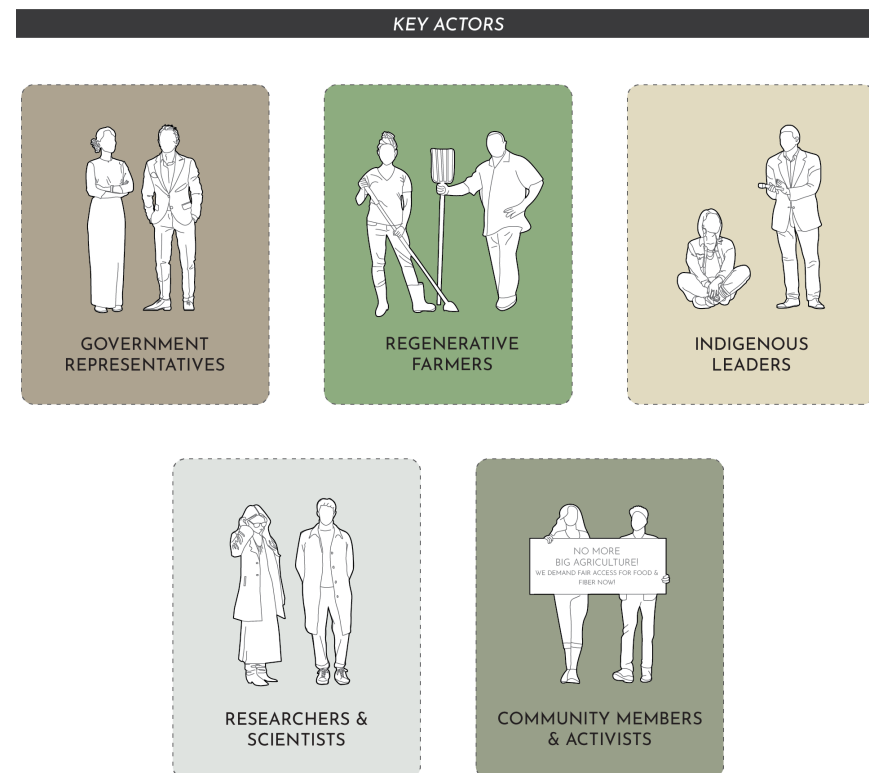 KEY ACTORS
GOVERNMENT
REPRESENTATIVES
REGENERATIVE
FARMERS
INDIGENOUS
LEADERS
RESEARCHERS &
SCIENTISTS
NO MORE
BIG AGRICULTURE!
WE DEMAND FAIR ACCESS FOR FOOD &
FIBER NOW!
COMMUNITY MEMBERS
& ACTIVISTS